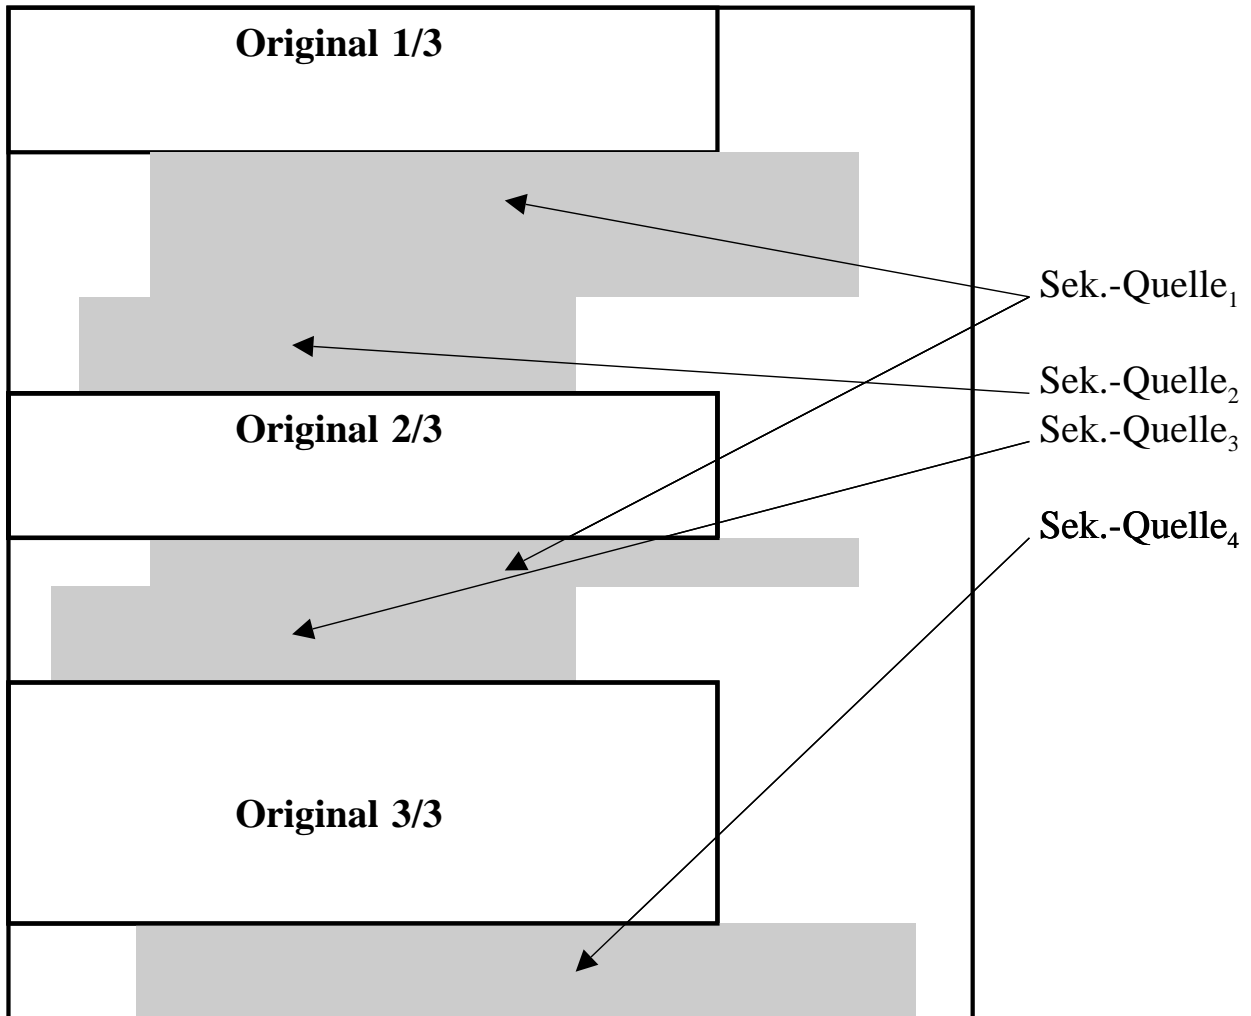 Original 1/3
Sek.-Quelle₁
Sek.-Quelle₂
Original 2/3
Sek.-Quelle₃
Sek.-Quelle₄
Original 3/3